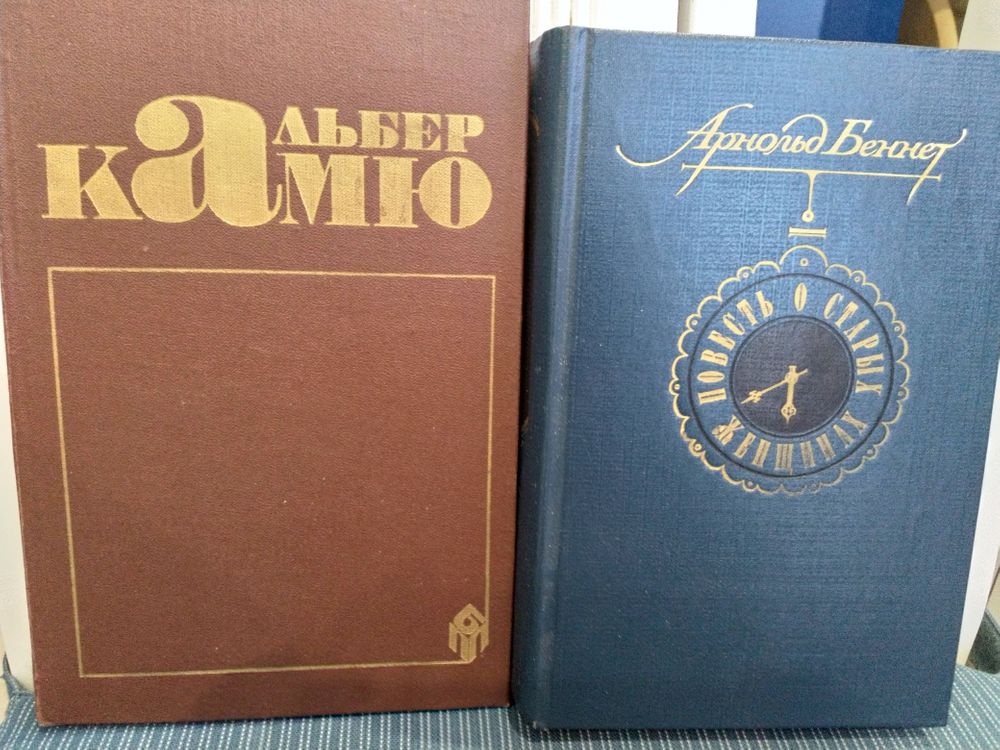 АЛЬБЕР
КАМЮ
Арнольд Беннет
ПОВЕСТЬ О СТАРЫХ
ЖЕНЩИНАХ